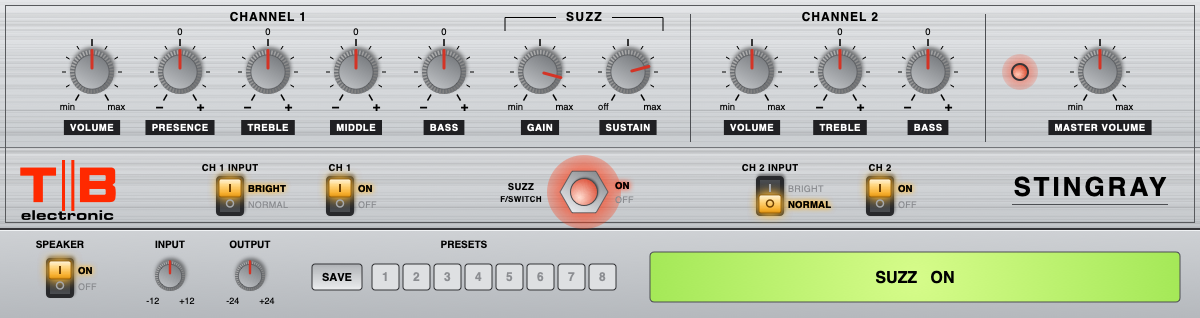 CHANNEL 1
SUZZ
CHANNEL 2
0 0 0 0 0 0
min max - + - + - + - + min max off max min max - + - + min max
VOLUME PRESENCE TREBLE MIDDLE BASS GAIN SUSTAIN VOLUME TREBLE BASS MASTER VOLUME
TB
electronic
CH 1 INPUT
I BRIGHT
O NORMAL
CH 1
I ON
O OFF
SUZZ
F/SWITCH
ON
OFF
CH 2 INPUT
I BRIGHT
O NORMAL
CH 2
I ON
O OFF
STINGRAY
SPEAKER
I ON
O OFF
INPUT
-12 +12
OUTPUT
-24 +24
PRESETS
SAVE 1 2 3 4 5 6 7 8
SUZZ ON